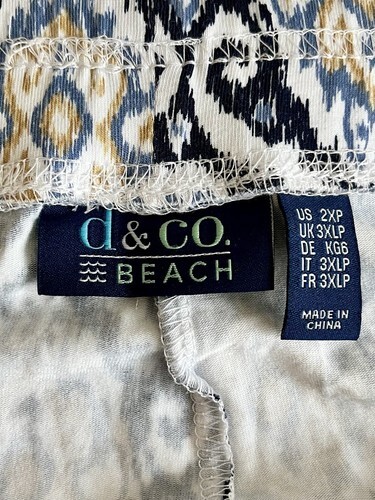 d & co.
BEACH
US 2XP
UK 3XLP
DE KG6
IT 3XLP
FR 3XLP
MADE IN
CHINA